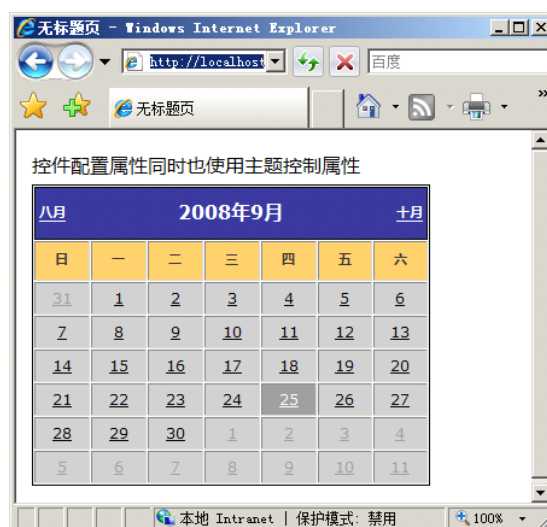 无标题页 - Windows Internet Explorer
http://localhost
百度
无标题页
»
控件配置属性同时也使用主题控制属性
八月 2008年9月 十月
日 一 二 三 四 五 六
31 1 2 3 4 5 6
7 8 9 10 11 12 13
14 15 16 17 18 19 20
21 22 23 24 25 26 27
28 29 30 1 2 3 4
5 6 7 8 9 10 11
本地 Intranet | 保护模式: 禁用 100%